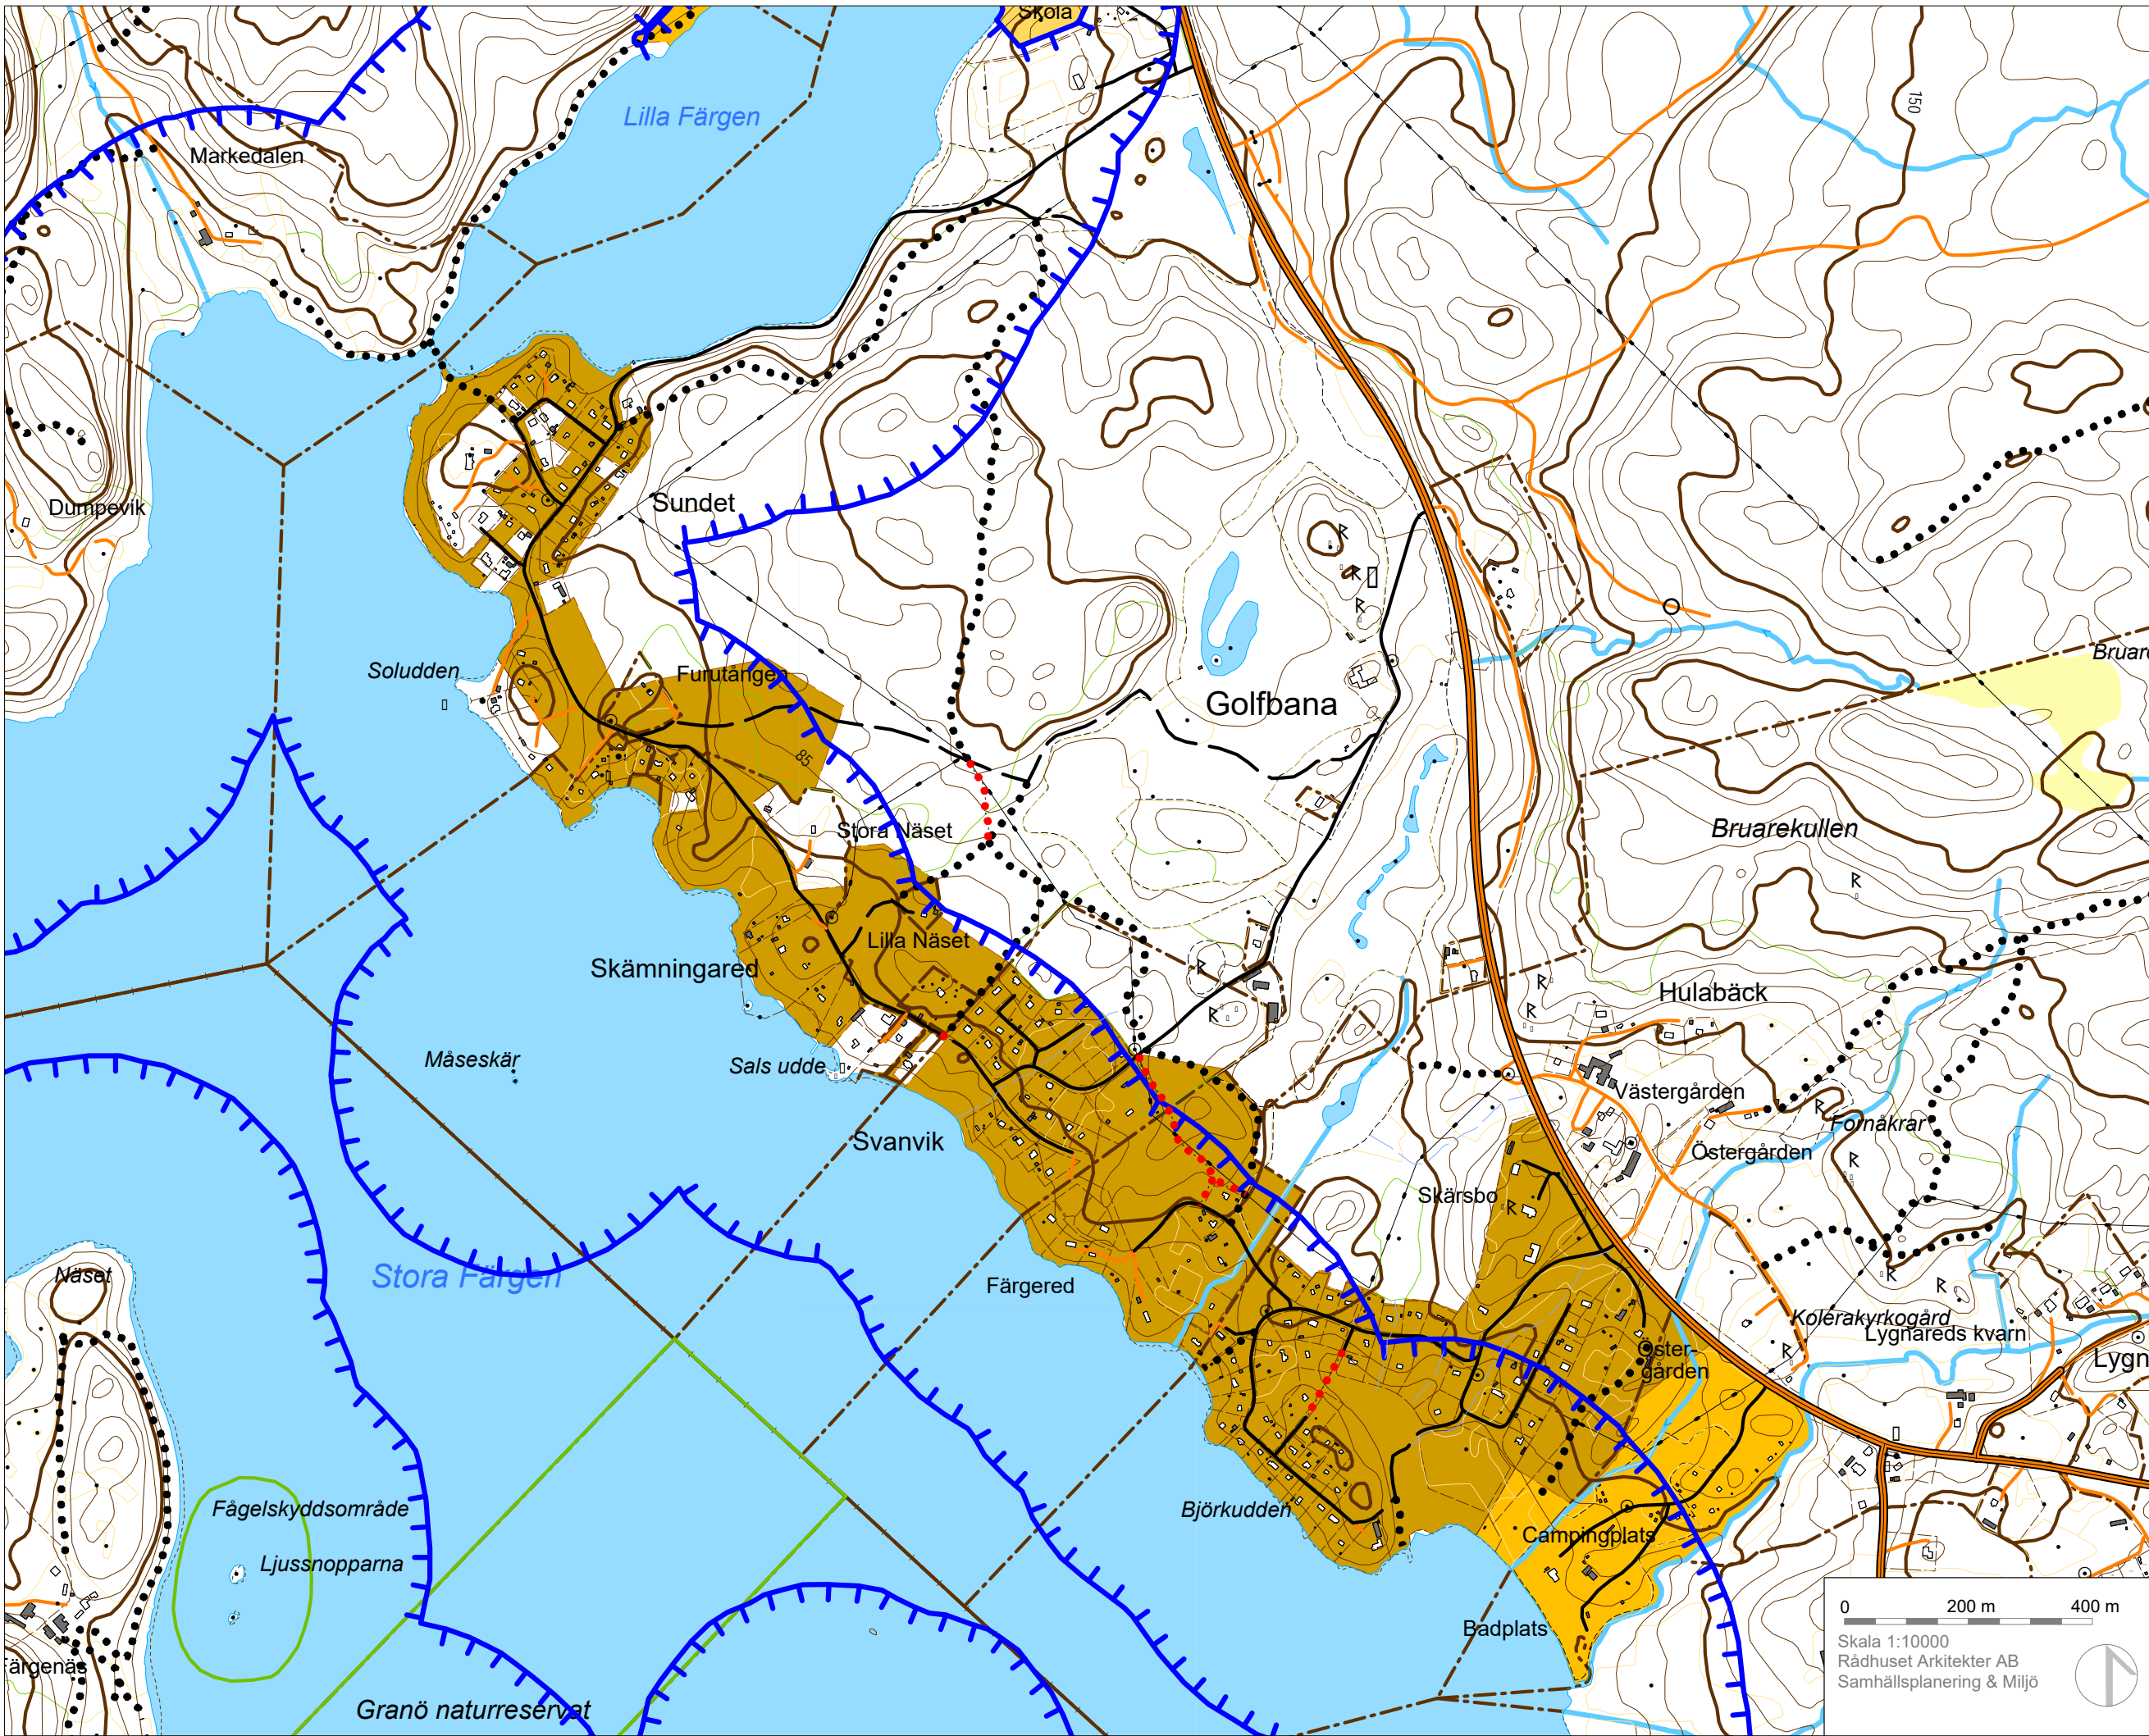 Skola
Lilla Färgen
150
Markedalen
Dumpevik
Sundet
Soludden
Furutången
Golfbana
85
Stora Näset
Bruarekullen
Lilla Näset
Skämningared
Hulabäck
Måseskär
Sals udde
Västergården
Fornåkrar
Svanvik
Östergården
Skärsbo
Näset
Stora Färgen
Färgered
Kolerakyrkogård
Lygnareds kvarn
Öster-
gården
Lygn
Fågelskyddsområde
Björkudden
Campingplats
Ljussnopparna
Badplats
0 200 m 400 m
Skala 1:10000
Rådhuset Arkitekter AB
Samhällsplanering & Miljö
Färgenäs
Granö naturreservat
R
R
R
R
R
R
R
R
R
R
R
R
R
R